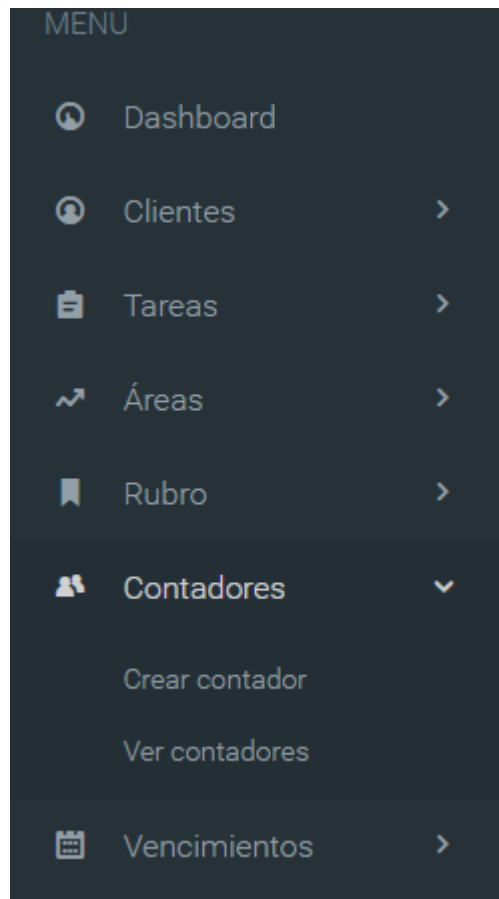 MENU
Dashboard
Clientes
Tareas
Áreas
Rubro
Contadores
Crear contador
Ver contadores
Vencimientos